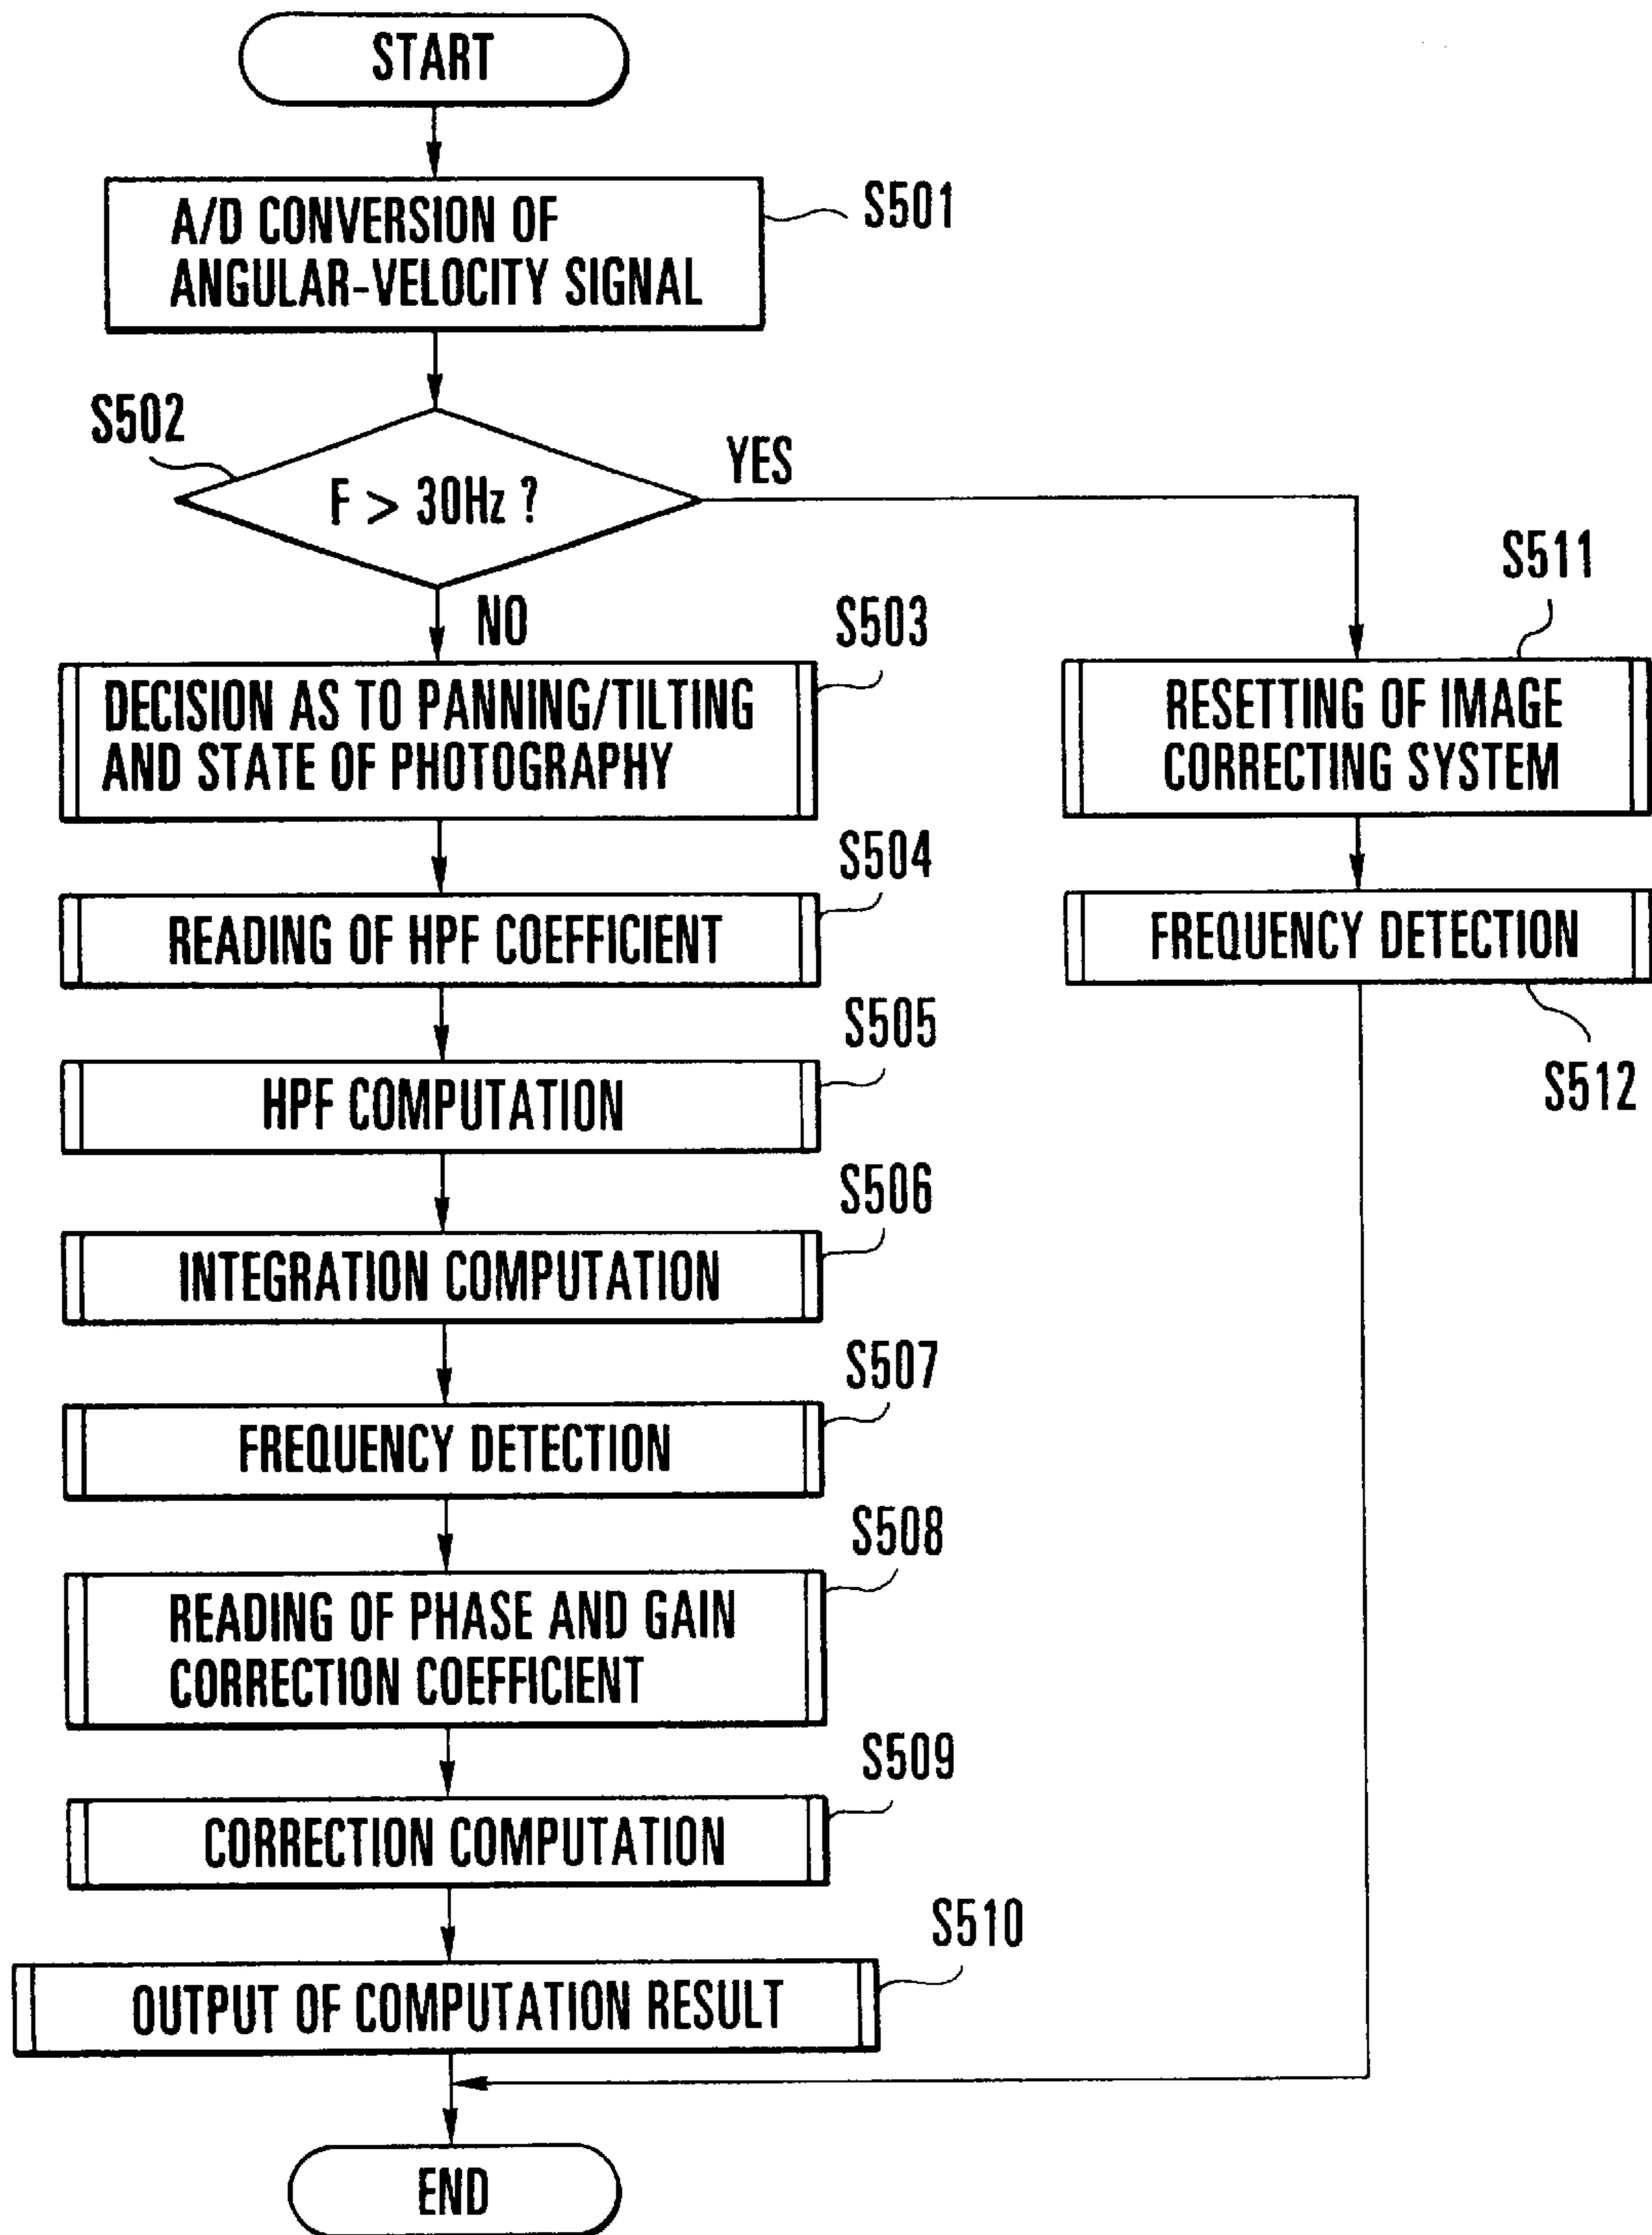 START
A/D CONVERSION OF
ANGULAR-VELOCITY SIGNAL
S501
S502
F > 30Hz ?
YES
NO
S503
DECISION AS TO PANNING/TILTING
AND STATE OF PHOTOGRAPHY
S511
RESETTING OF IMAGE
CORRECTING SYSTEM
S504
READING OF HPF COEFFICIENT
FREQUENCY DETECTION
S512
S505
HPF COMPUTATION
S506
INTEGRATION COMPUTATION
S507
FREQUENCY DETECTION
S508
READING OF PHASE AND GAIN
CORRECTION COEFFICIENT
S509
CORRECTION COMPUTATION
S510
OUTPUT OF COMPUTATION RESULT
END